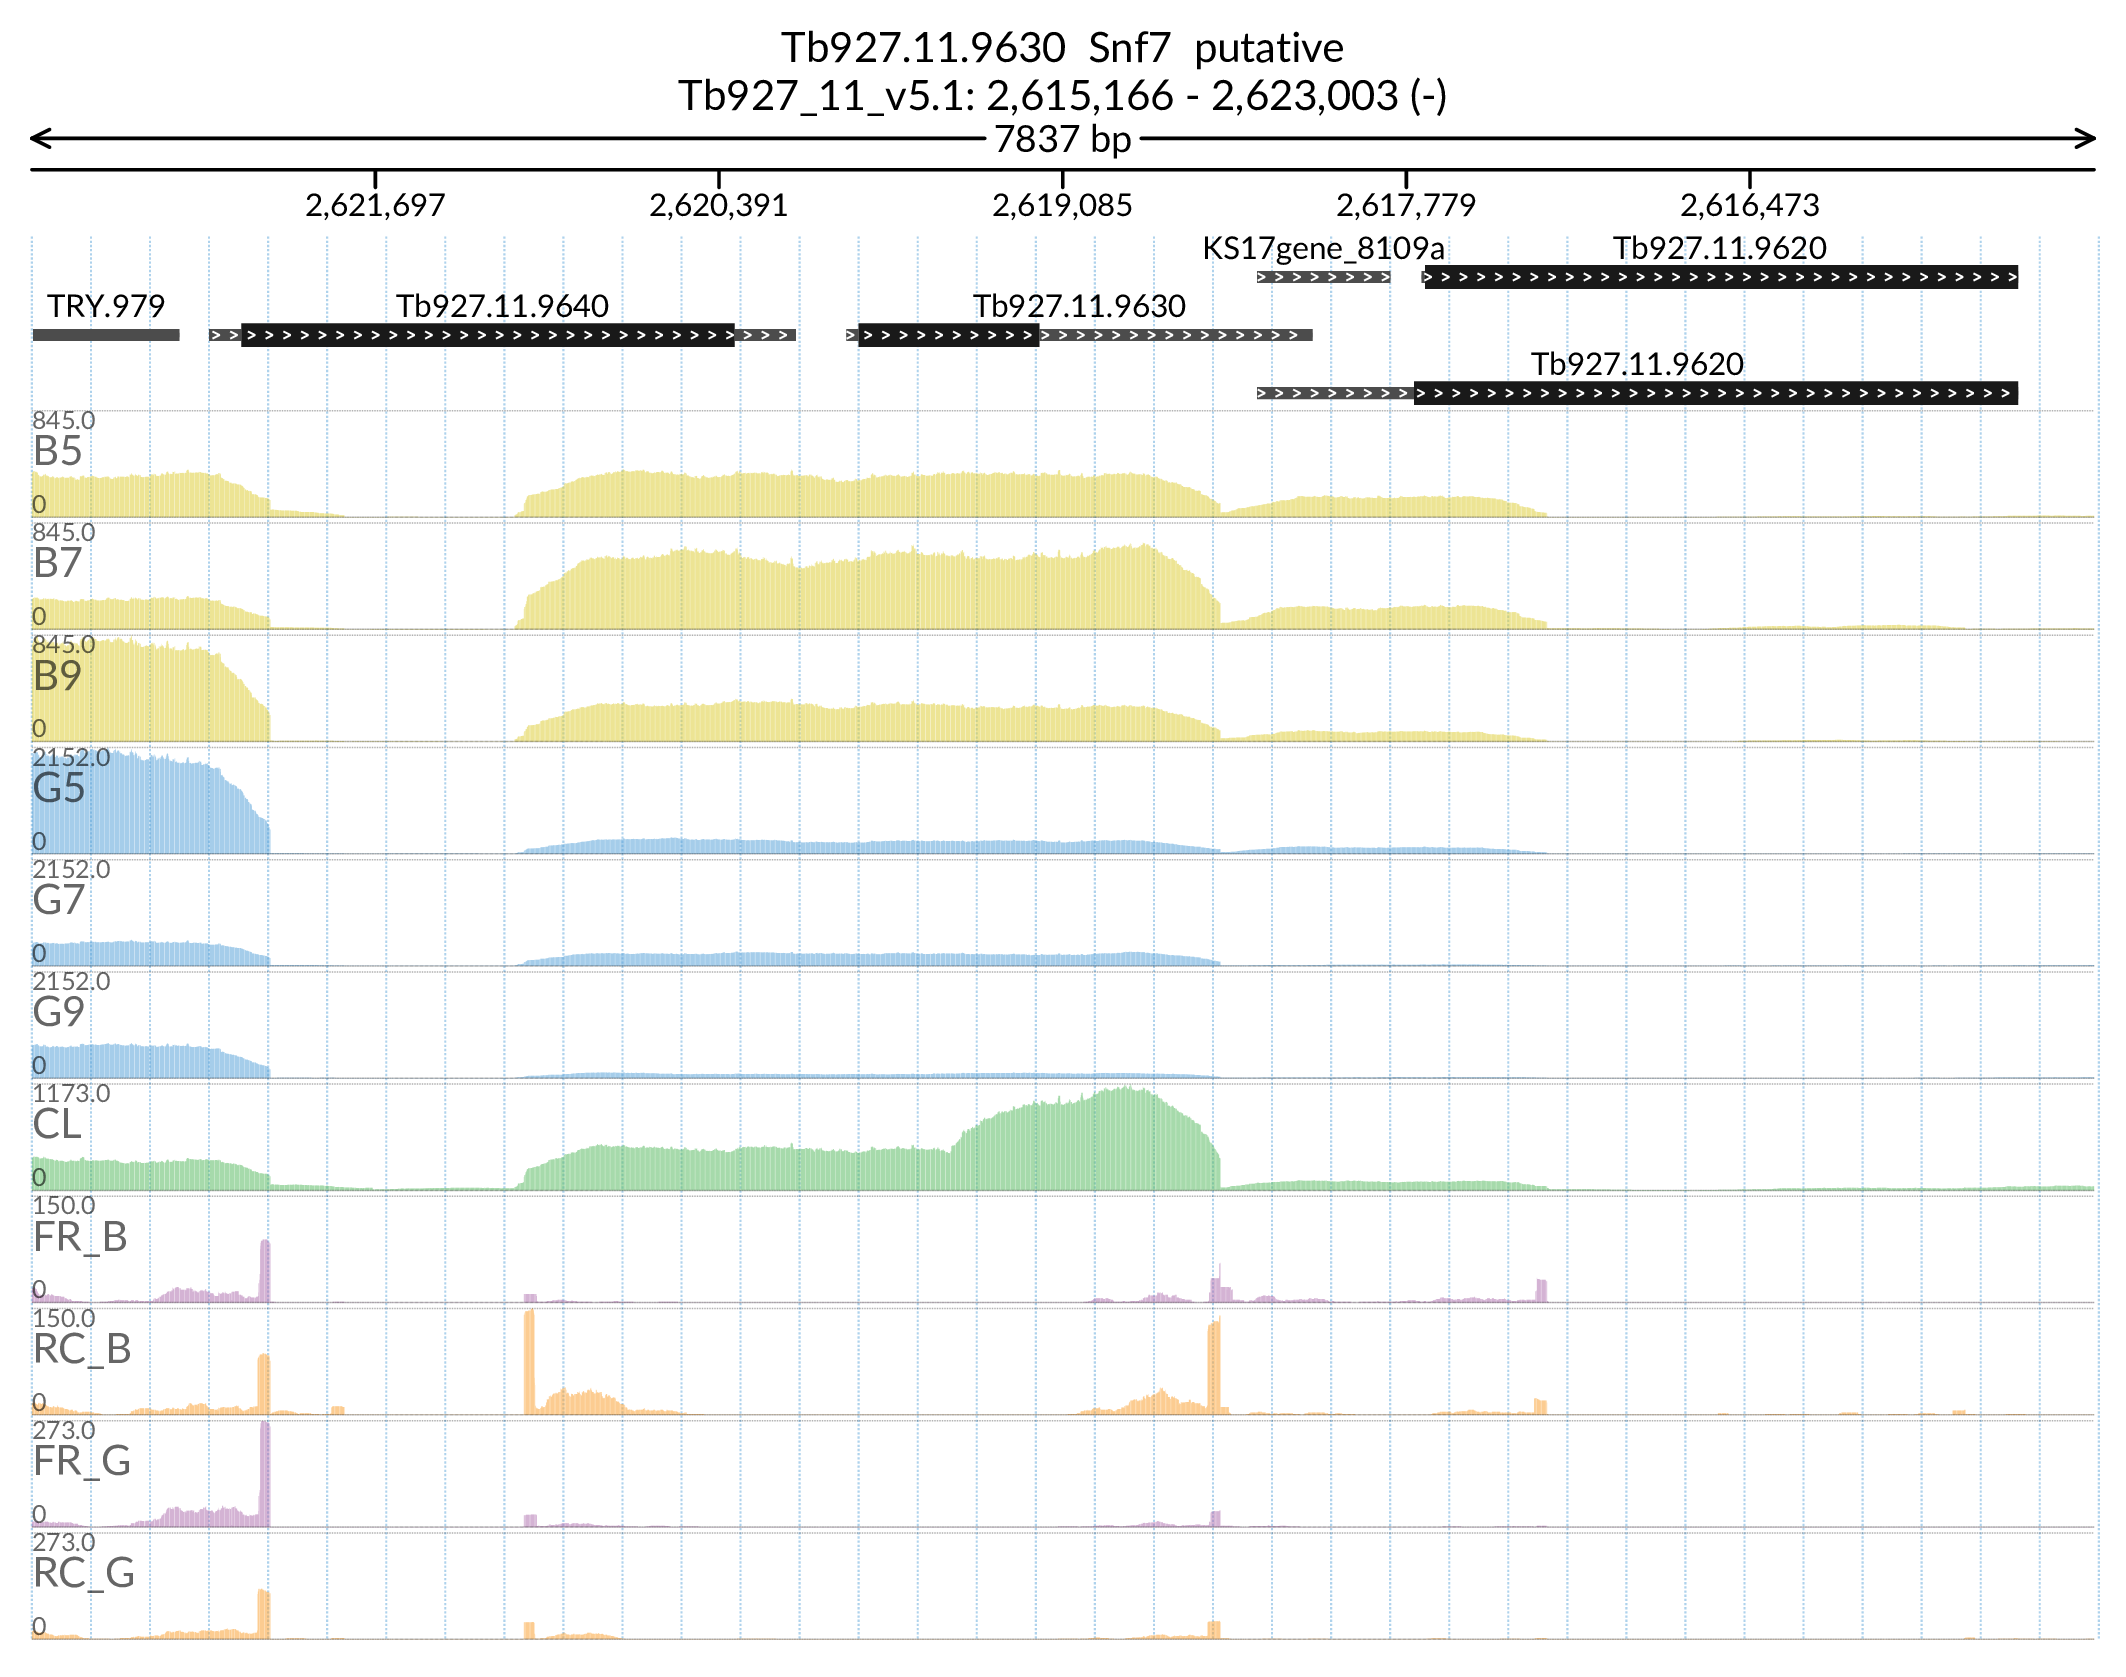 Tb927.11.9630 Snf7 putative
Tb927_11_v5.1: 2,615,166 - 2,623,003 (-)
7837 bp
2,621,697 2,620,391 2,619,085 2,617,779 2,616,473
KS17gene_8109a Tb927.11.9620
TRY.979 Tb927.11.9640 Tb927.11.9630
Tb927.11.9620
845.0
B5
0
845.0
B7
0
845.0
B9
0
2152.0
G5
0
2152.0
G7
0
2152.0
G9
0
1173.0
CL
0
150.0
FR_B
0
150.0
RC_B
0
273.0
FR_G
0
273.0
RC_G
0